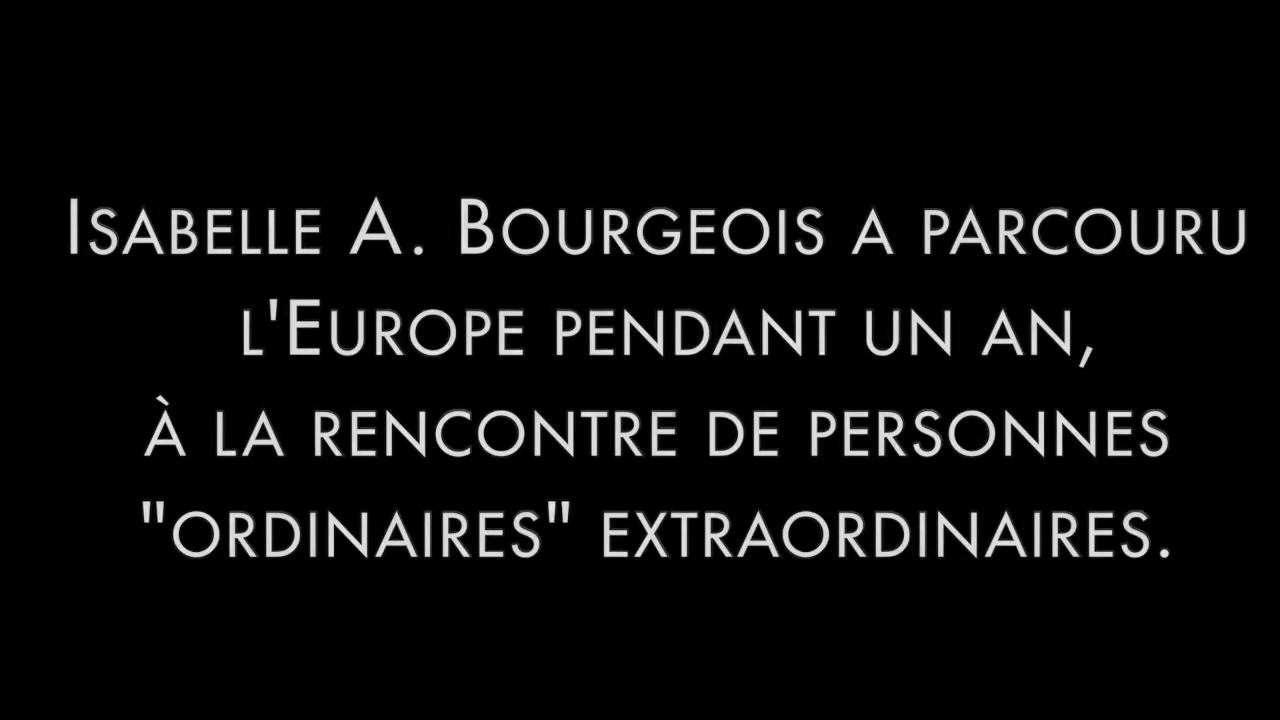 Isabelle A. Bourgeois a parcouru
l'Europe pendant un an,
à la rencontre de personnes
"ordinaires" extraordinaires.